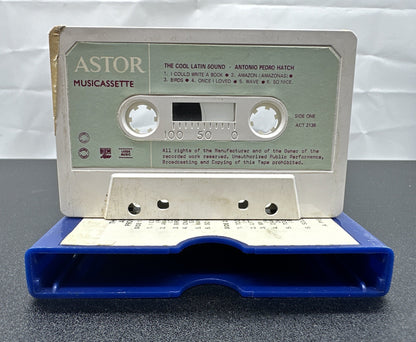 ASTOR
MUSICASSETTE
THE COOL LATIN SOUND - ANTONIO PEDRO HATCH
1. I COULD WRITE A BOOK ● 2. AMAZON (AMAZONAS) ●
3. BIRDS ● 4. ONCE I LOVED ● 5. WAVE ● 6. SO NICE.
SIDE ONE
ACT 2138
100 50 0
All rights of the Manufacturer and of the Owner of the
recorded work reserved. Unauthorised Public Performance,
Broadcasting and Copying of this Tape prohibited.